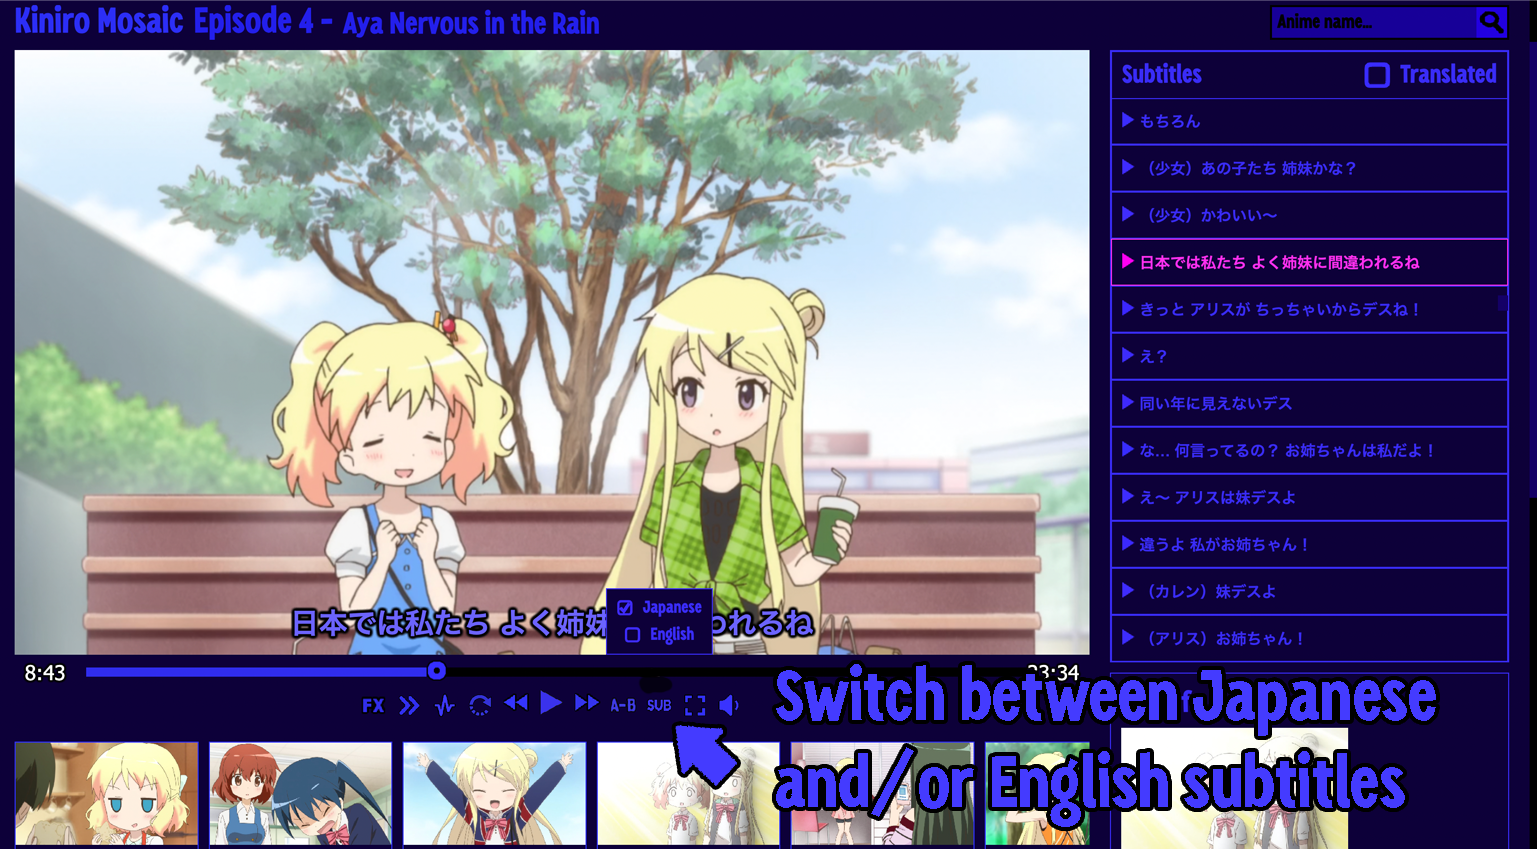 Kiniro Mosaic Episode 4 - Aya Nervous in the Rain
Anime name...
Subtitles
Translated
もちろん
（少女）あの子たち 姉妹かな？
（少女）かわいい～
日本では私たち よく姉妹に間違われるね
きっと アリスが ちっちゃいからデスね！
え？
同い年に見えないデス
な… 何言ってるの？ お姉ちゃんは私だよ！
え～ アリスは妹デスよ
違うよ 私がお姉ちゃん！
（カレン）妹デスよ
（アリス）お姉ちゃん！
日本では私たち よく姉妹 われるね
Japanese
English
8:43
23:34
FX
A-B
SUB
Switch between Japanese
and/or English subtitles